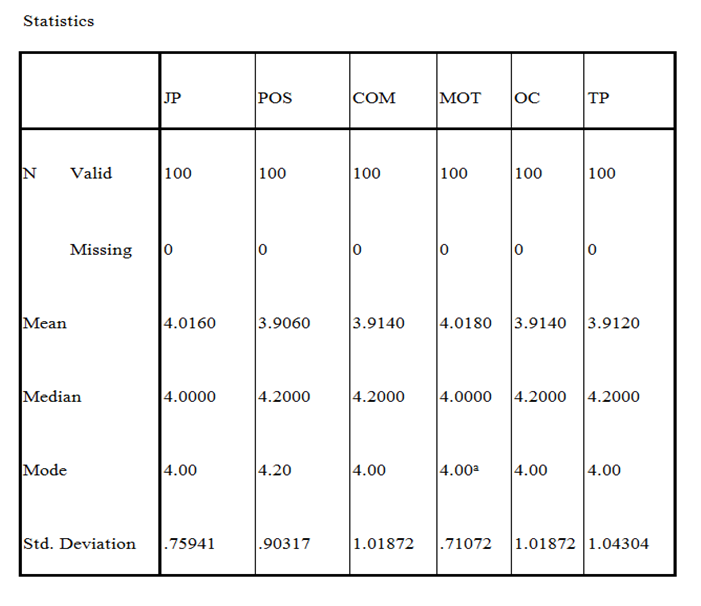 Statistics
JP POS COM MOT OC TP
N Valid 100 100 100 100 100 100
Missing 0 0 0 0 0 0
Mean 4.0160 3.9060 3.9140 4.0180 3.9140 3.9120
Median 4.0000 4.2000 4.2000 4.0000 4.2000 4.2000
Mode 4.00 4.20 4.00 4.00ª 4.00 4.00
Std. Deviation .75941 .90317 1.01872 .71072 1.01872 1.04304